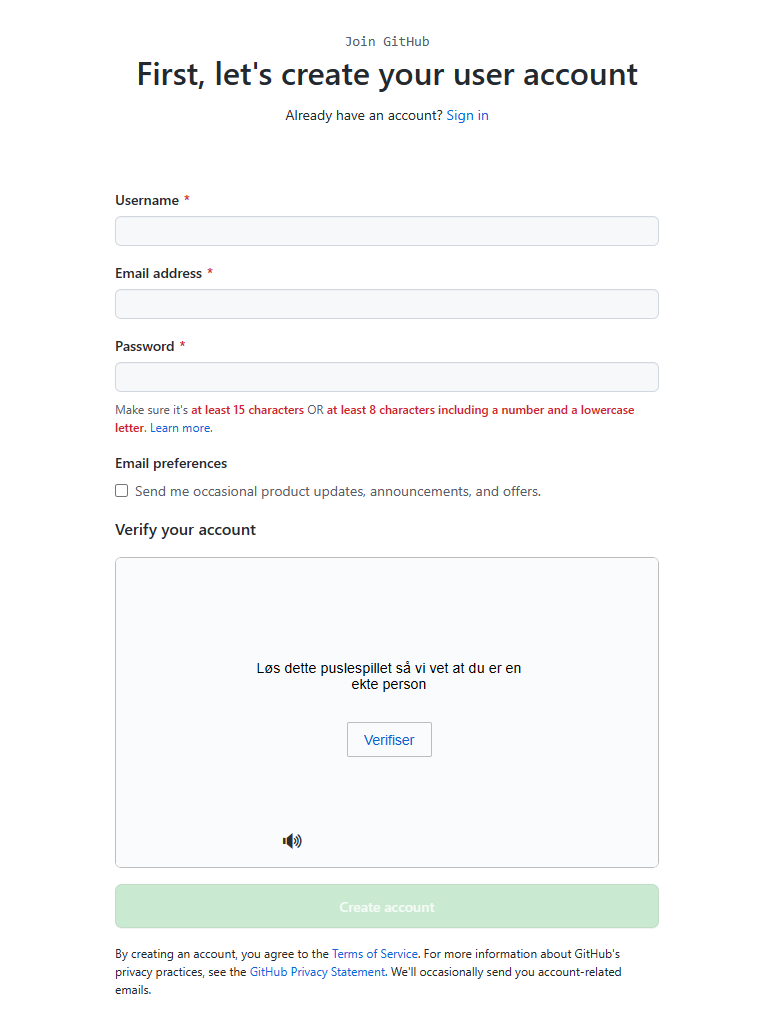 Join GitHub
First, let's create your user account
Already have an account? Sign in
Username *
Email address *
Password *
Make sure it's at least 15 characters OR at least 8 characters including a number and a lowercase
letter. Learn more.
Email preferences
Send me occasional product updates, announcements, and offers.
Verify your account
Løs dette puslespillet så vi vet at du er en
ekte person
Verifiser
Create account
By creating an account, you agree to the Terms of Service. For more information about GitHub's
privacy practices, see the GitHub Privacy Statement. We'll occasionally send you account-related
emails.